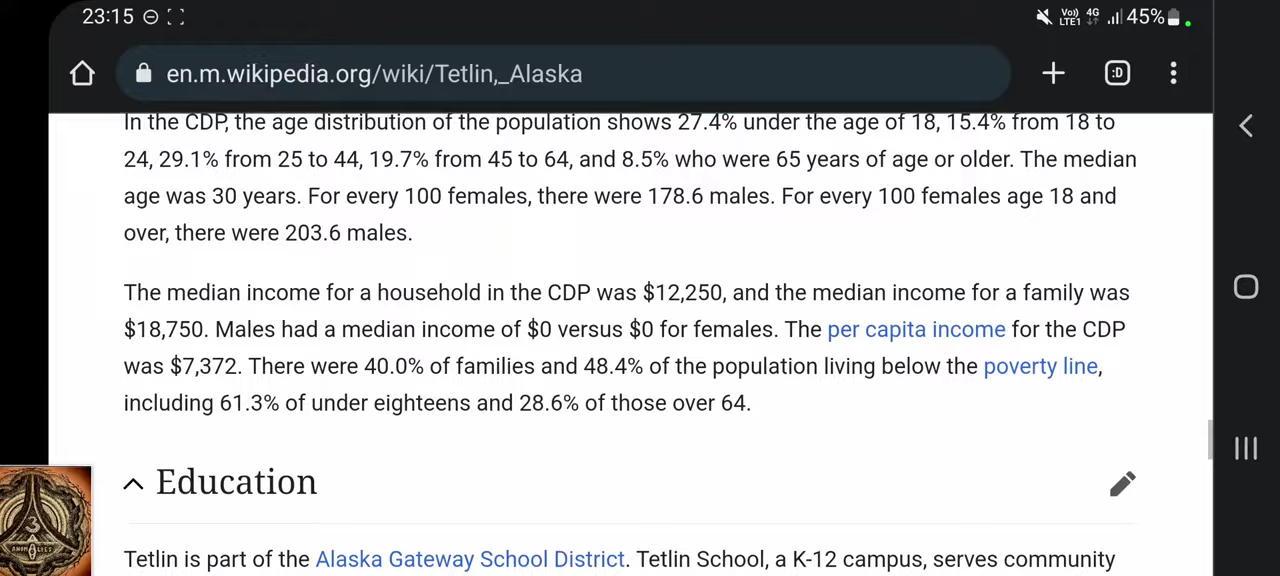 23:15
Vo)) 4G
LTE1 45%
en.m.wikipedia.org/wiki/Tetlin,_Alaska
:D
In the CDP, the age distribution of the population shows 27.4% under the age of 18, 15.4% from 18 to
24, 29.1% from 25 to 44, 19.7% from 45 to 64, and 8.5% who were 65 years of age or older. The median
age was 30 years. For every 100 females, there were 178.6 males. For every 100 females age 18 and
over, there were 203.6 males.
The median income for a household in the CDP was $12,250, and the median income for a family was
$18,750. Males had a median income of $0 versus $0 for females. The per capita income for the CDP
was $7,372. There were 40.0% of families and 48.4% of the population living below the poverty line,
including 61.3% of under eighteens and 28.6% of those over 64.
Education
3
ANOMALIES
Tetlin is part of the Alaska Gateway School District. Tetlin School, a K-12 campus, serves community